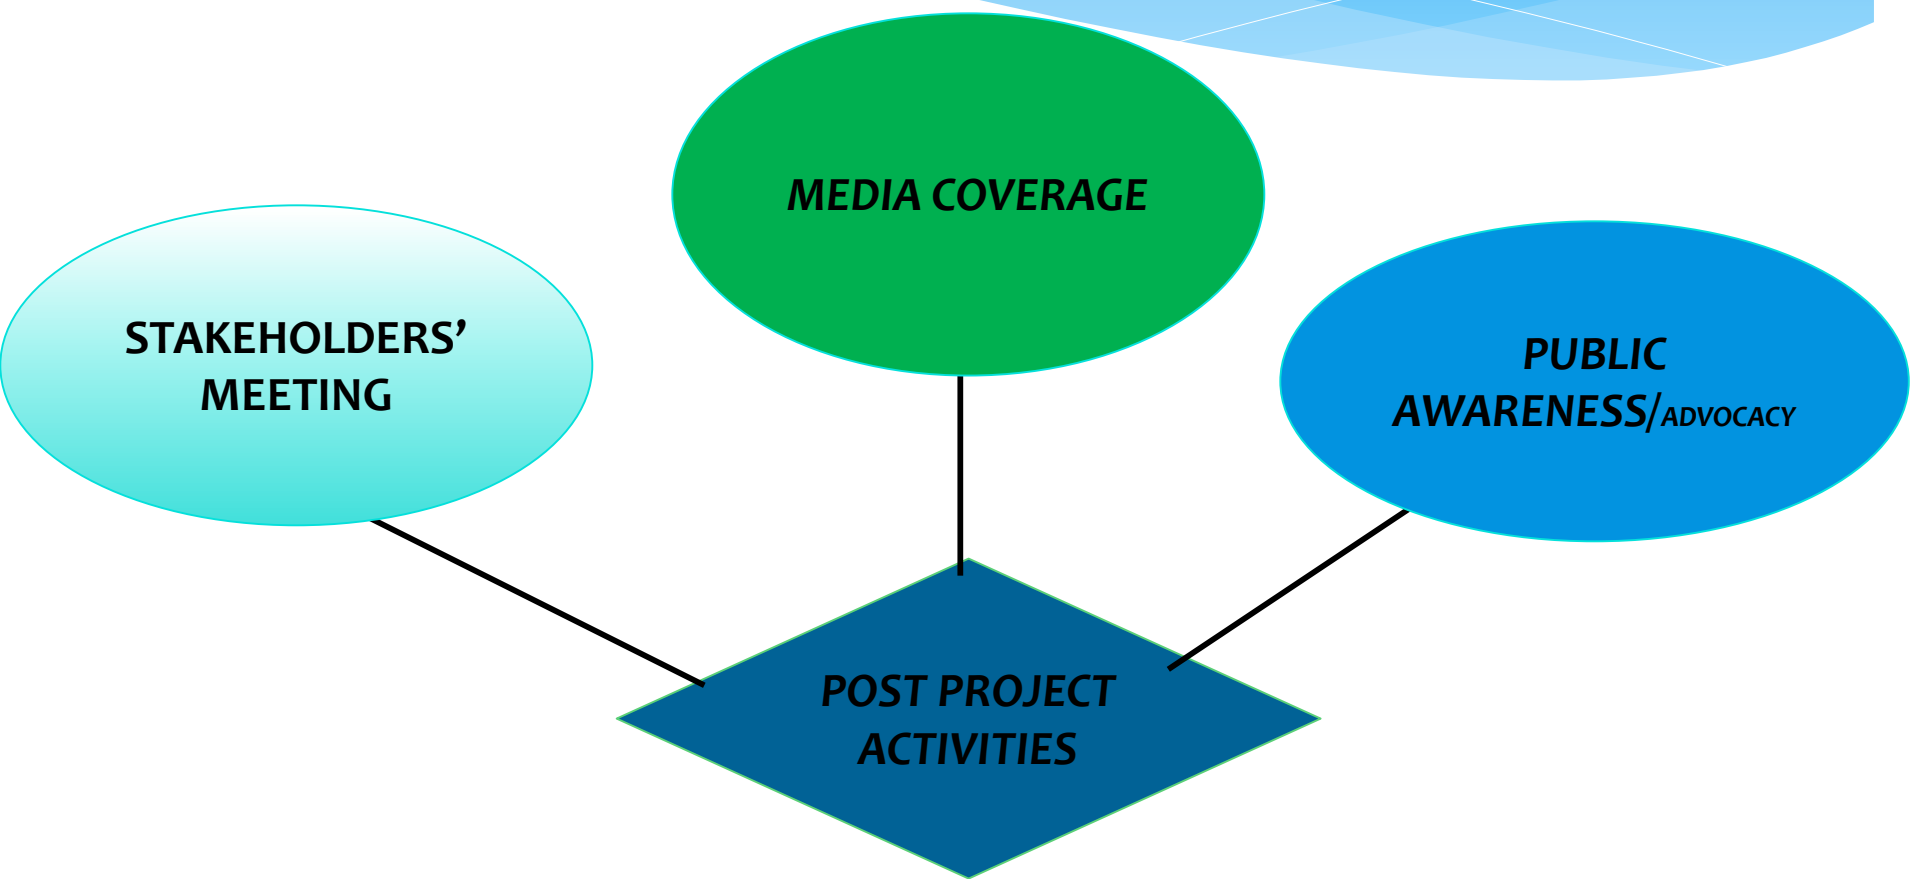 MEDIA COVERAGE
STAKEHOLDERS’
MEETING
PUBLIC
AWARENESS/ADVOCACY
POST PROJECT
ACTIVITIES